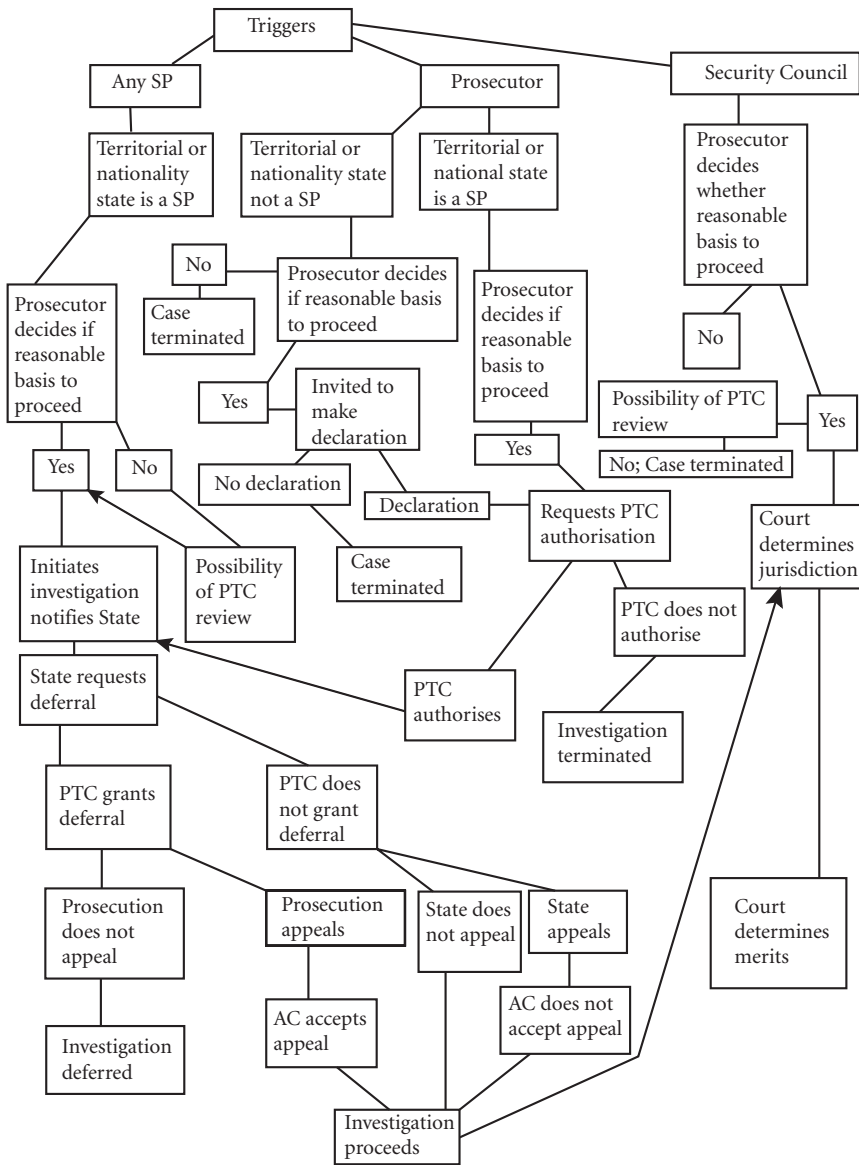 Triggers
Any SP
Prosecutor
Security Council
Territorial or
nationality
state is a SP
Territorial or
nationality state
not a SP
Territorial or
national state
is a SP
Prosecutor
decides
whether
reasonable
basis to
proceed
No
Case
terminated
Prosecutor decides
if reasonable basis
to proceed
Prosecutor
decides if
reasonable
basis to
proceed
Prosecutor
decides if
reasonable
basis to
proceed
No
Yes
Invited to
make
declaration
Possibility of PTC
review
Yes
No; Case terminated
Yes
No
Yes
No declaration
Declaration
Requests PTC
authorisation
Court
determines
jurisdiction
Initiates
investigation
notifies State
Possibility
of PTC
review
Case
terminated
PTC does not
authorise
State requests
deferral
PTC
authorises
Investigation
terminated
PTC grants
deferral
PTC does
not grant
deferral
Prosecution
does not
appeal
Prosecution
appeals
State does
not appeal
State
appeals
Court
determines
merits
AC accepts
appeal
AC does not
accept appeal
Investigation
deferred
Investigation
proceeds